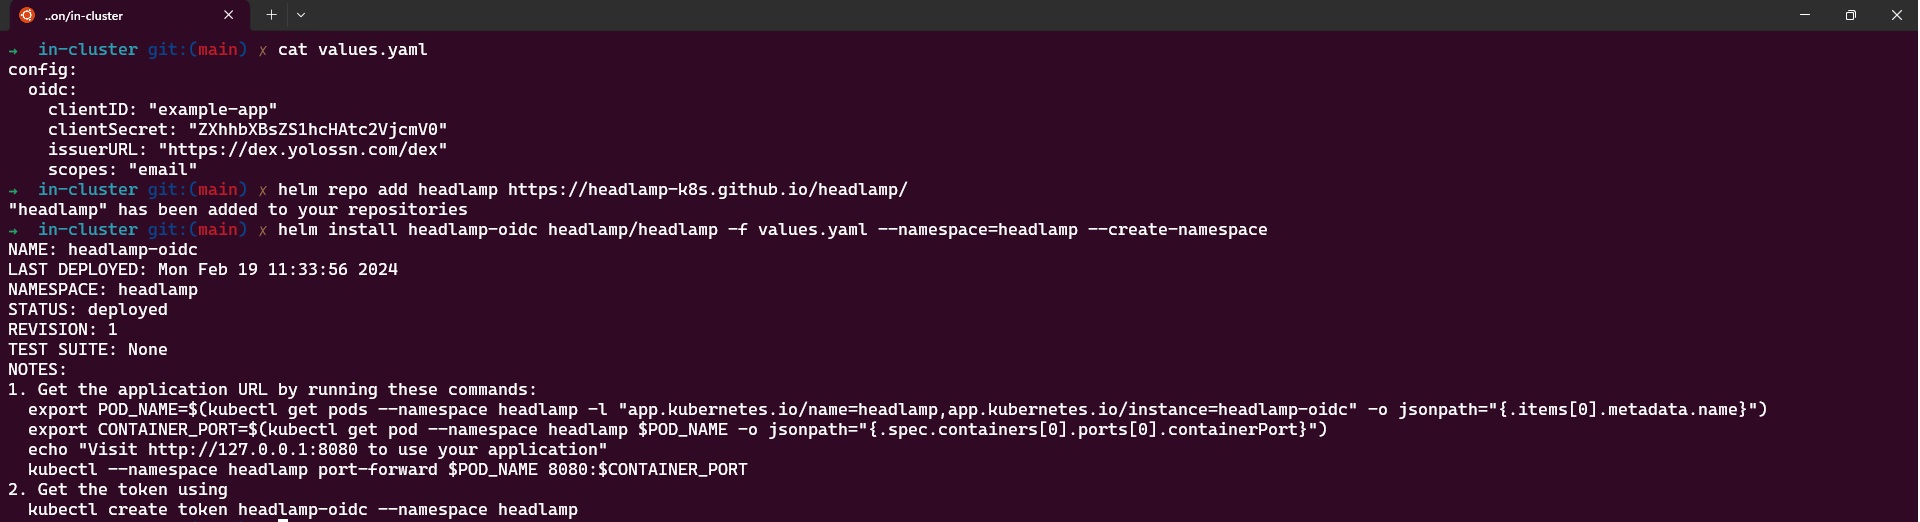 ..on/in-cluster
→ in-cluster git:(main) ✗ cat values.yaml
config:
  oidc:
    clientID: "example-app"
    clientSecret: "ZXhhbXBsZS1hcHAtc2VjcmV0"
    issuerURL: "https://dex.yolossn.com/dex"
    scopes: "email"
→ in-cluster git:(main) ✗ helm repo add headlamp https://headlamp-k8s.github.io/headlamp/
"headlamp" has been added to your repositories
→ in-cluster git:(main) ✗ helm install headlamp-oidc headlamp/headlamp -f values.yaml --namespace=headlamp --create-namespace
NAME: headlamp-oidc
LAST DEPLOYED: Mon Feb 19 11:33:56 2024
NAMESPACE: headlamp
STATUS: deployed
REVISION: 1
TEST SUITE: None
NOTES:
1. Get the application URL by running these commands:
  export POD_NAME=$(kubectl get pods --namespace headlamp -l "app.kubernetes.io/name=headlamp,app.kubernetes.io/instance=headlamp-oidc" -o jsonpath="{.items[0].metadata.name}")
  export CONTAINER_PORT=$(kubectl get pod --namespace headlamp $POD_NAME -o jsonpath="{.spec.containers[0].ports[0].containerPort}")
  echo "Visit http://127.0.0.1:8080 to use your application"
  kubectl --namespace headlamp port-forward $POD_NAME 8080:$CONTAINER_PORT
2. Get the token using
  kubectl create token headlamp-oidc --namespace headlamp